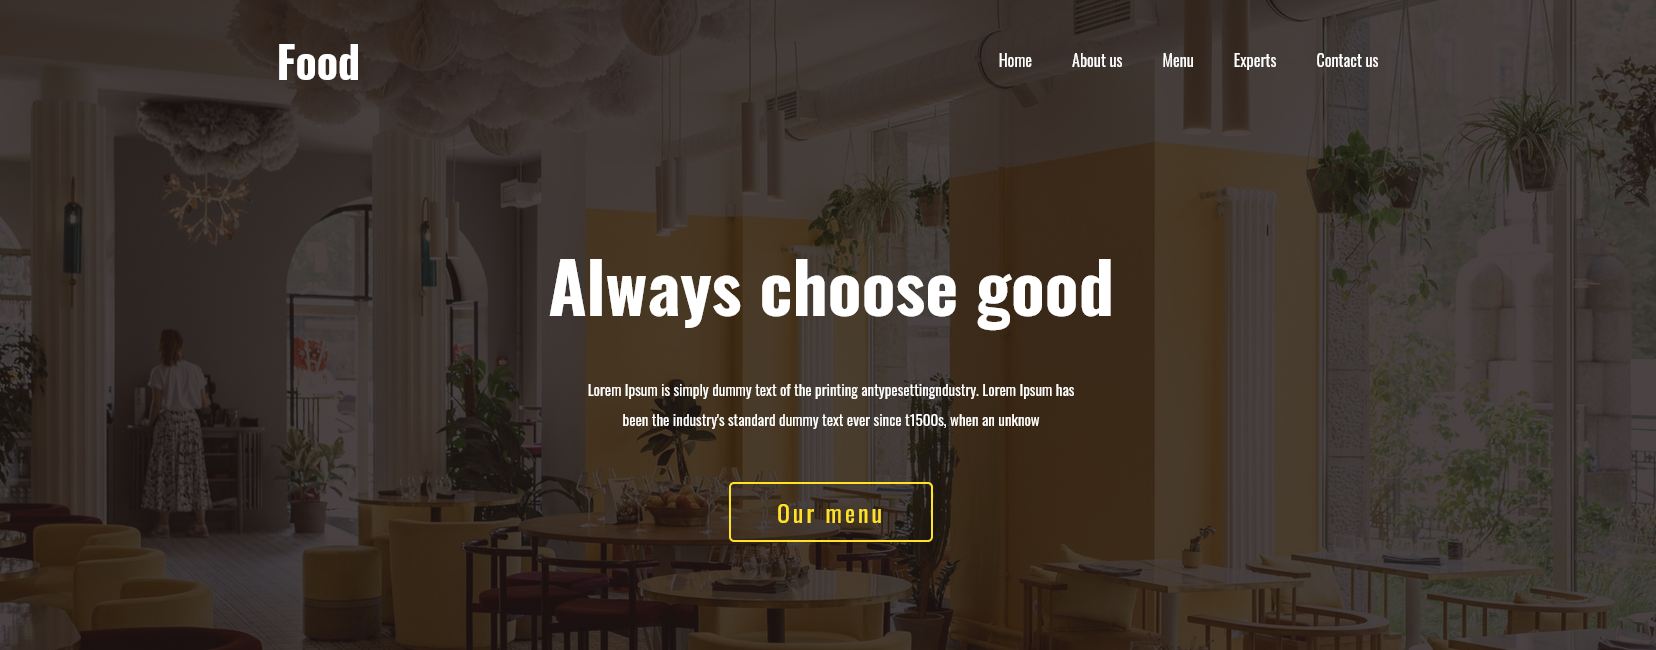 Food
Home About us Menu Experts Contact us
Always choose good
Lorem Ipsum is simply dummy text of the printing antypesettingndustry. Lorem Ipsum has
been the industry's standard dummy text ever since t1500s, when an unknow
Our menu